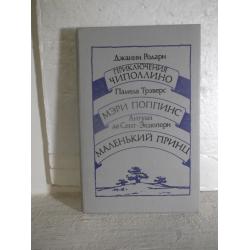 Джанни Родари
ПРИКЛЮЧЕНИЯ
ЧИПОЛЛИНО
Памела Трэверс
МЭРИ ПОППИНС
Антуан
де Сент-Экзюпери
МАЛЕНЬКИЙ ПРИНЦ